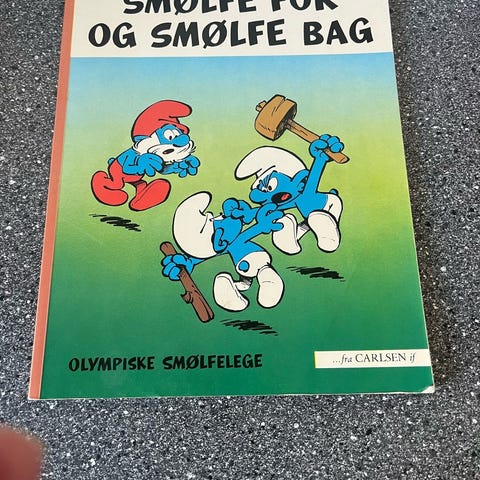 SMØLFE FOR
OG SMØLFE BAG
OLYMPISKE SMØLFELEGE
...fra CARLSEN if